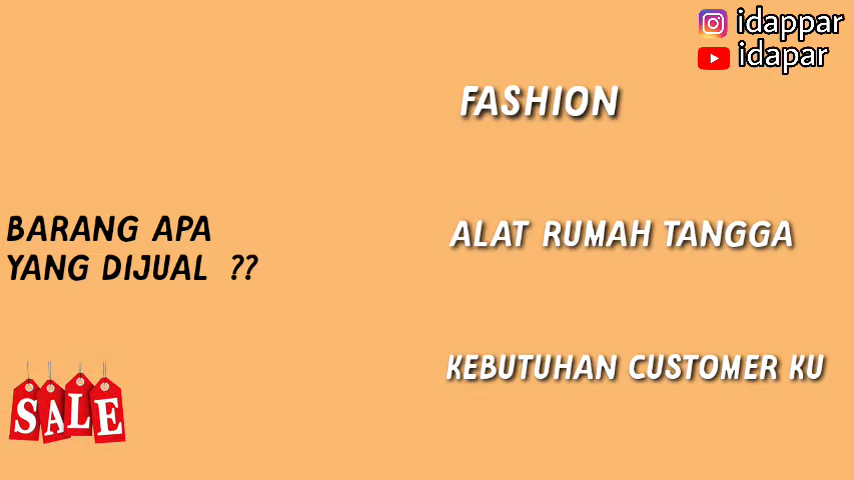 idappar
idapar
FASHION
BARANG APA
YANG DIJUAL ??
ALAT RUMAH TANGGA
KEBUTUHAN CUSTOMER KU
SALE